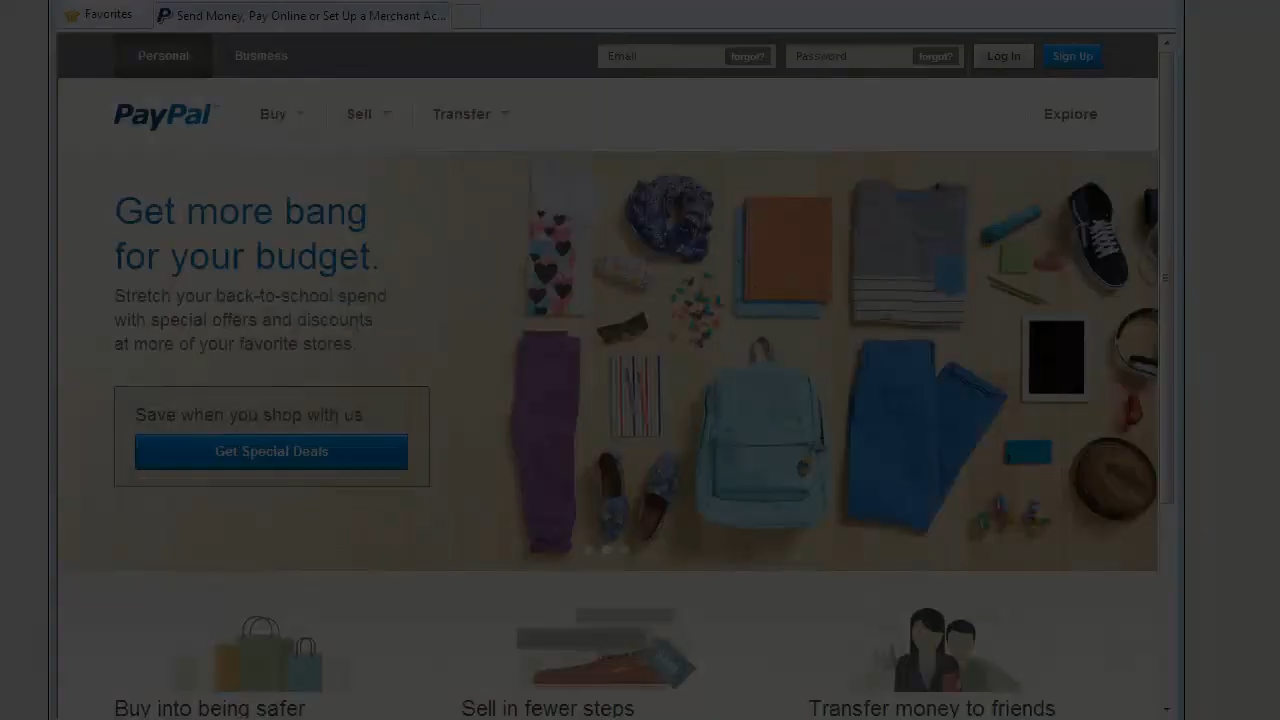 Favorites
Send Money, Pay Online or Set Up a Merchant Ac...
Personal
Business
Email
forgot?
Password
forgot?
Log In
Sign Up
PayPal
Buy
Sell
Transfer
Explore
Get more bang
for your budget.
Stretch your back-to-school spend
with special offers and discounts
at more of your favorite stores.
Save when you shop with us
Get Special Deals
Buy into being safer
Sell in fewer steps
Transfer money to friends